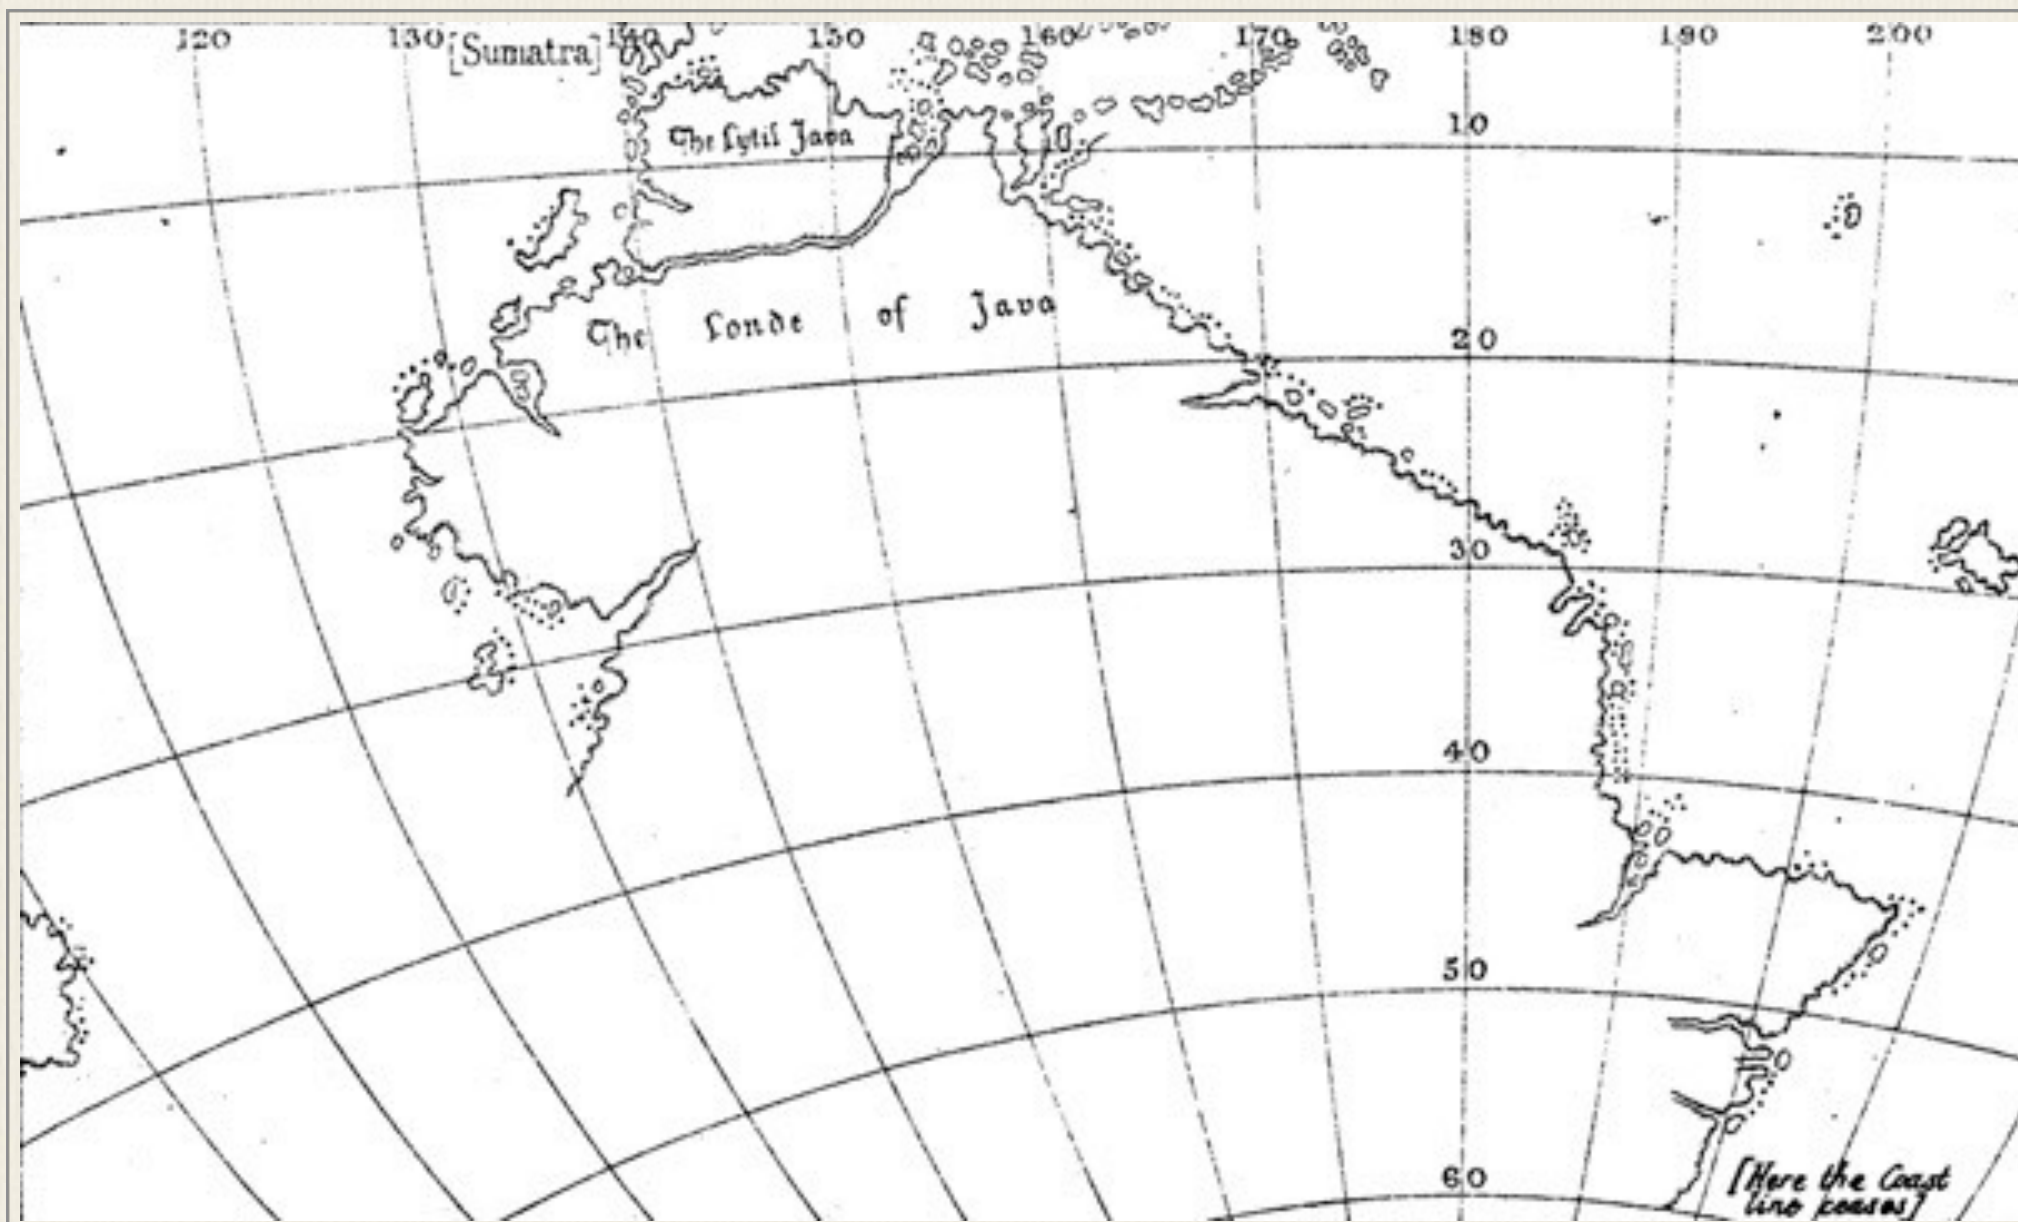 120 130 [Sumatra] 140 150 160 170 180 190 200
The lytil Java
10
The londe of Java
20
30
40
50
60
[Here the Coast
line ceases]